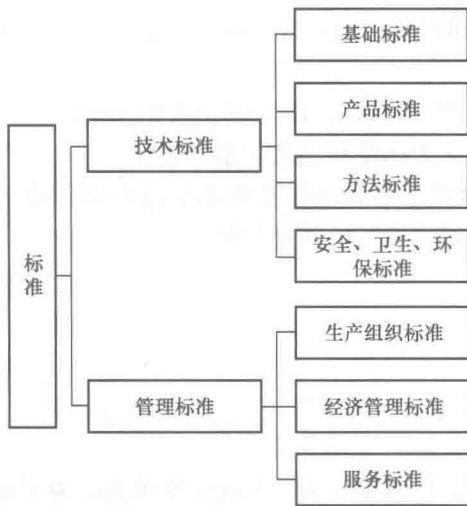 标准
技术标准
基础标准
产品标准
方法标准
安全、卫生、环
保标准
管理标准
生产组织标准
经济管理标准
服务标准